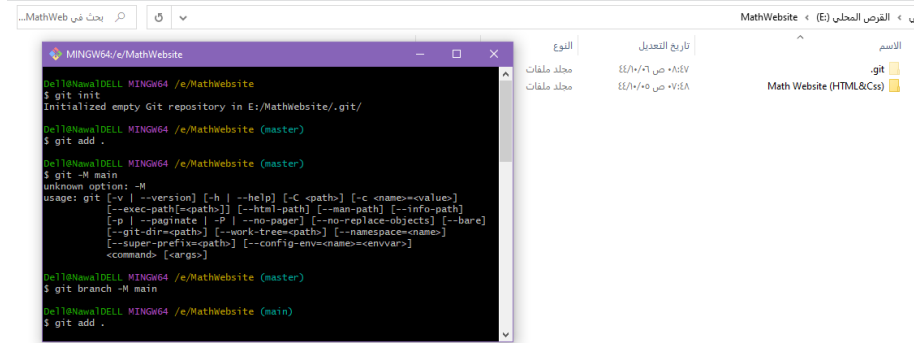 بحث في MathWeb...
القرص المحلي (E:) › MathWebsite
الاسم
تاريخ التعديل
النوع
.git
٠٨:٤٧ ص ٤٤/١٠/٠٦
مجلد ملفات
Math Website (HTML&Css)
٠٧:٤٨ ص ٤٤/١٠/٠٥
مجلد ملفات
MINGW64:/e/MathWebsite
Dell@NawalDELL MINGW64 /e/MathWebsite
$ git init
Initialized empty Git repository in E:/MathWebsite/.git/
Dell@NawalDELL MINGW64 /e/MathWebsite (master)
$ git add .
Dell@NawalDELL MINGW64 /e/MathWebsite (master)
$ git -M main
unknown option: -M
usage: git [-v | --version] [-h | --help] [-C <path>] [-c <name>=<value>]
[--exec-path[=<path>]] [--html-path] [--man-path] [--info-path]
[-p | --paginate | -P | --no-pager] [--no-replace-objects] [--bare]
[--git-dir=<path>] [--work-tree=<path>] [--namespace=<name>]
[--super-prefix=<path>] [--config-env=<name>=<envvar>]
<command> [<args>]
Dell@NawalDELL MINGW64 /e/MathWebsite (master)
$ git branch -M main
Dell@NawalDELL MINGW64 /e/MathWebsite (main)
$ git add .